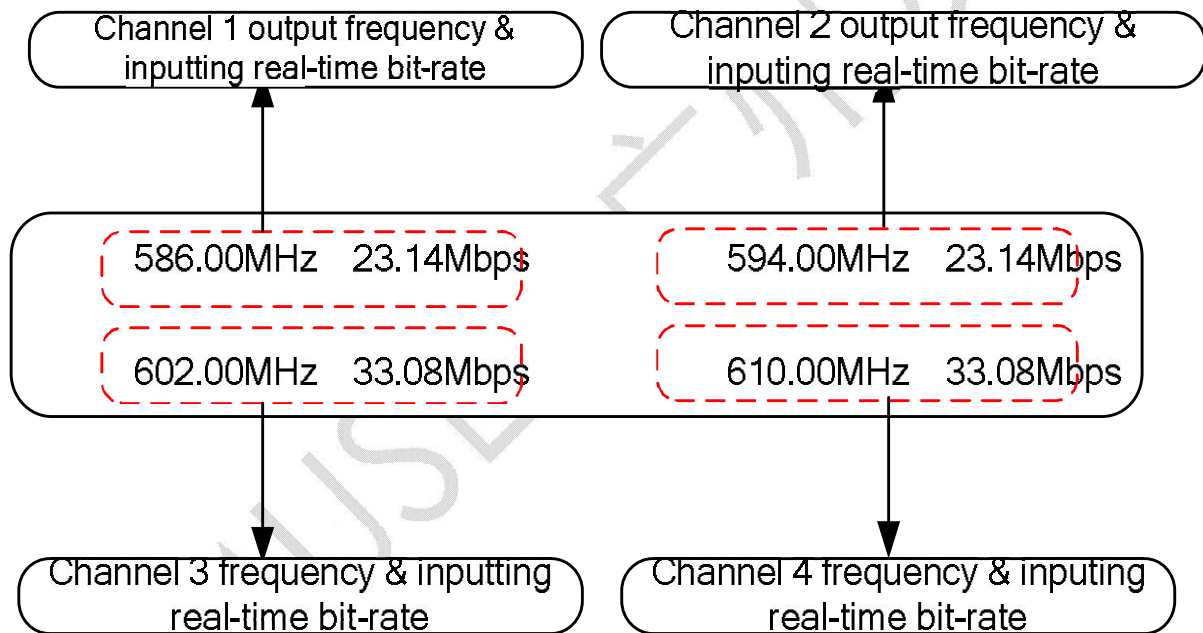 Channel 1 output frequency &
inputting real-time bit-rate
Channel 2 output frequency &
inputing real-time bit-rate
586.00MHz 23.14Mbps
594.00MHz 23.14Mbps
602.00MHz 33.08Mbps
610.00MHz 33.08Mbps
Channel 3 frequency & inputting
real-time bit-rate
Channel 4 frequency & inputing
real-time bit-rate